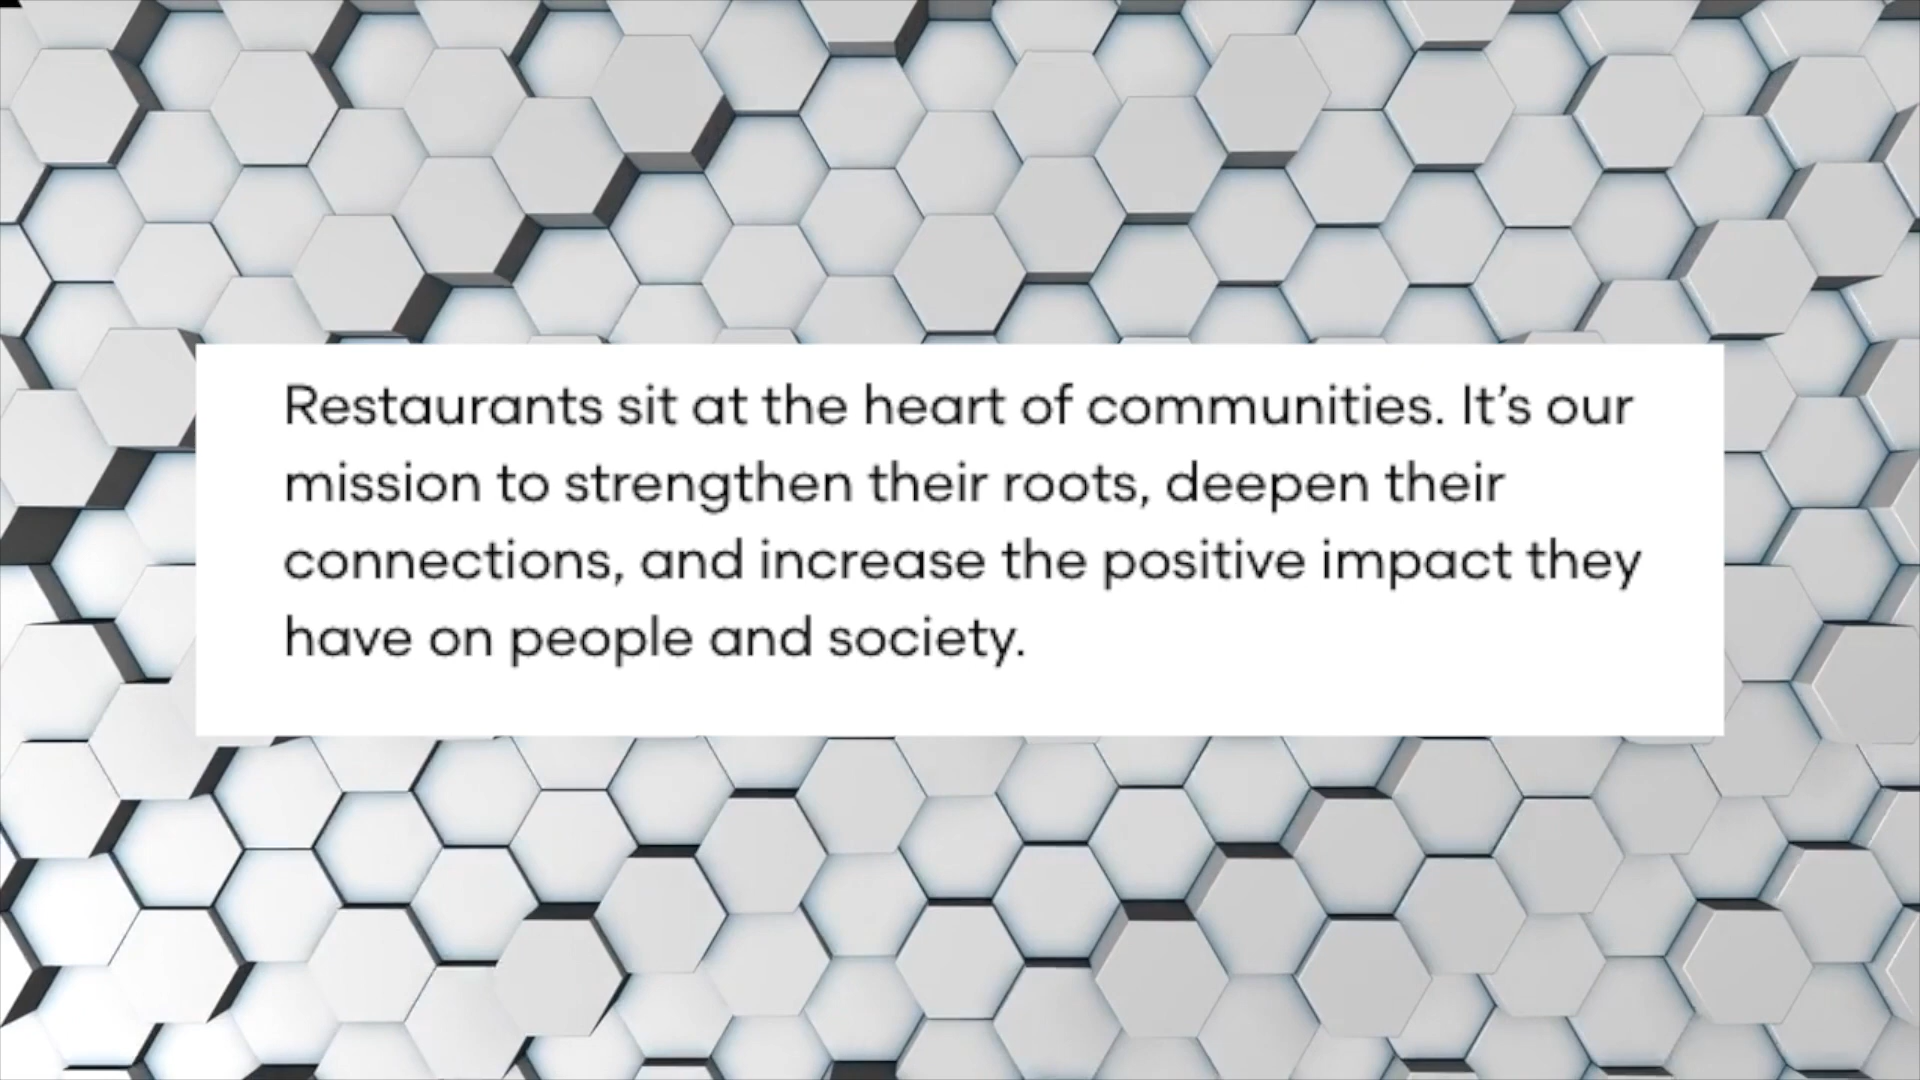 Restaurants sit at the heart of communities. It’s our
mission to strengthen their roots, deepen their
connections, and increase the positive impact they
have on people and society.